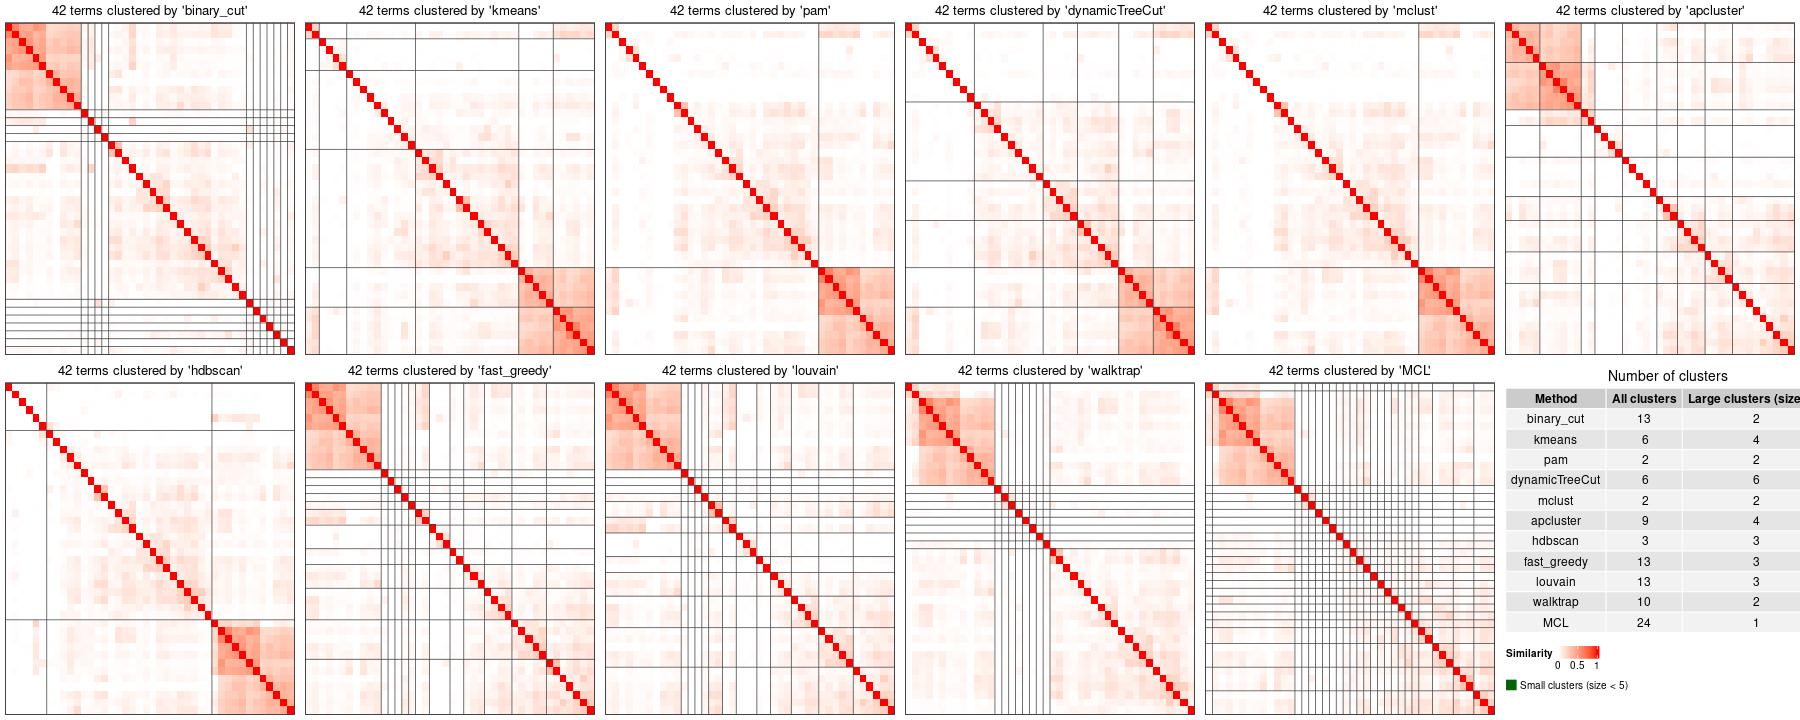 42 terms clustered by 'binary_cut'
42 terms clustered by 'kmeans'
42 terms clustered by 'pam'
42 terms clustered by 'dynamicTreeCut'
42 terms clustered by 'mclust'
42 terms clustered by 'apcluster'
42 terms clustered by 'hdbscan'
42 terms clustered by 'fast_greedy'
42 terms clustered by 'louvain'
42 terms clustered by 'walktrap'
42 terms clustered by 'MCL'
Number of clusters
Method All clusters Large clusters (size
binary_cut 13 2
kmeans 6 4
pam 2 2
dynamicTreeCut 6 6
mclust 2 2
apcluster 9 4
hdbscan 3 3
fast_greedy 13 3
louvain 13 3
walktrap 10 2
MCL 24 1
Similarity
0 0.5 1
Small clusters (size < 5)